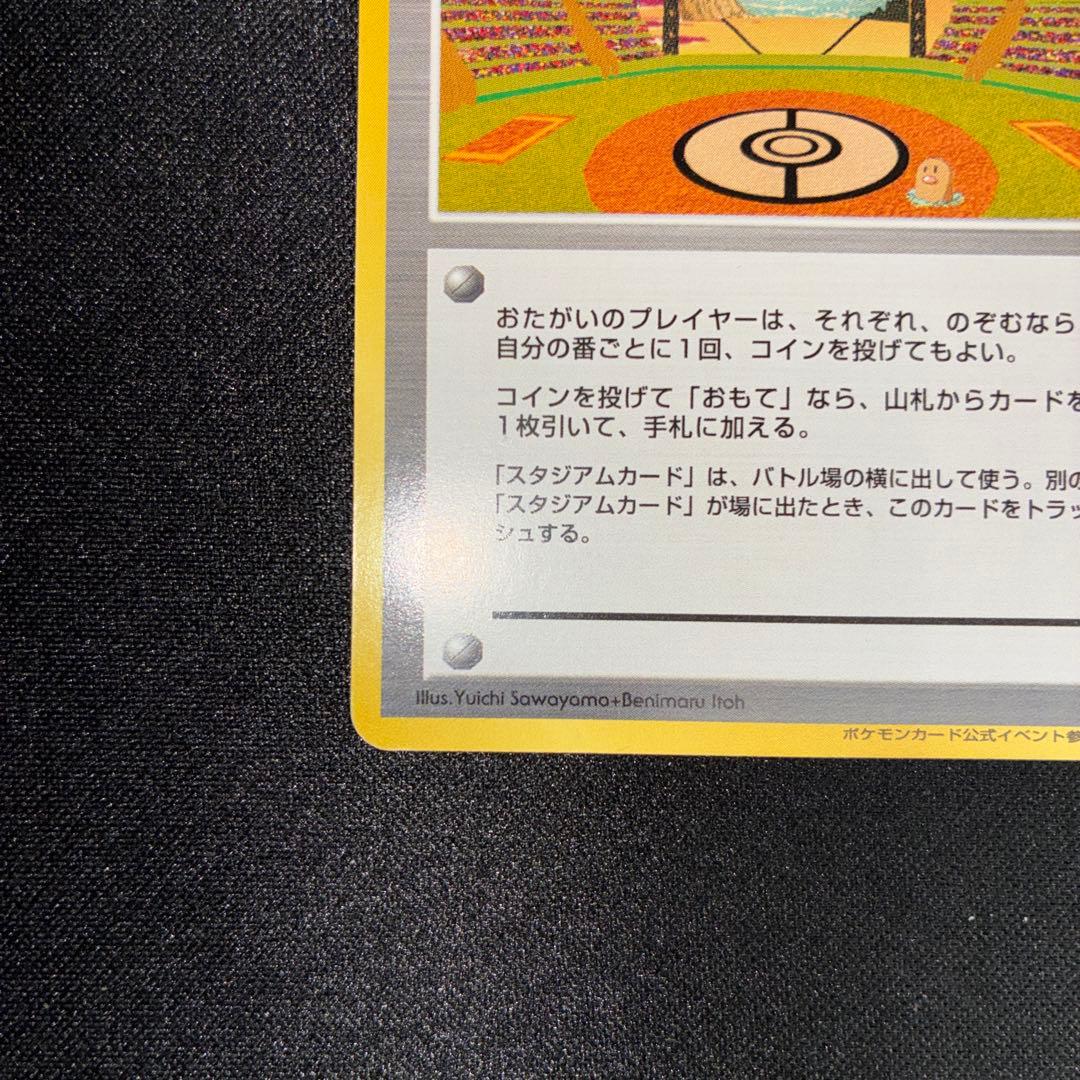 おたがいのプレイヤーは、それぞれ、のぞむなら
自分の番ごとに1回、コインを投げてもよい。
コインを投げて「おもて」なら、山札からカードを
1枚引いて、手札に加える。
「スタジアムカード」は、バトル場の横に出して使う。別の
「スタジアムカード」が場に出たとき、このカードをトラッ
シュする。
Illus.Yuichi Sawayama+Benimaru Itoh
ポケモンカード公式イベント参